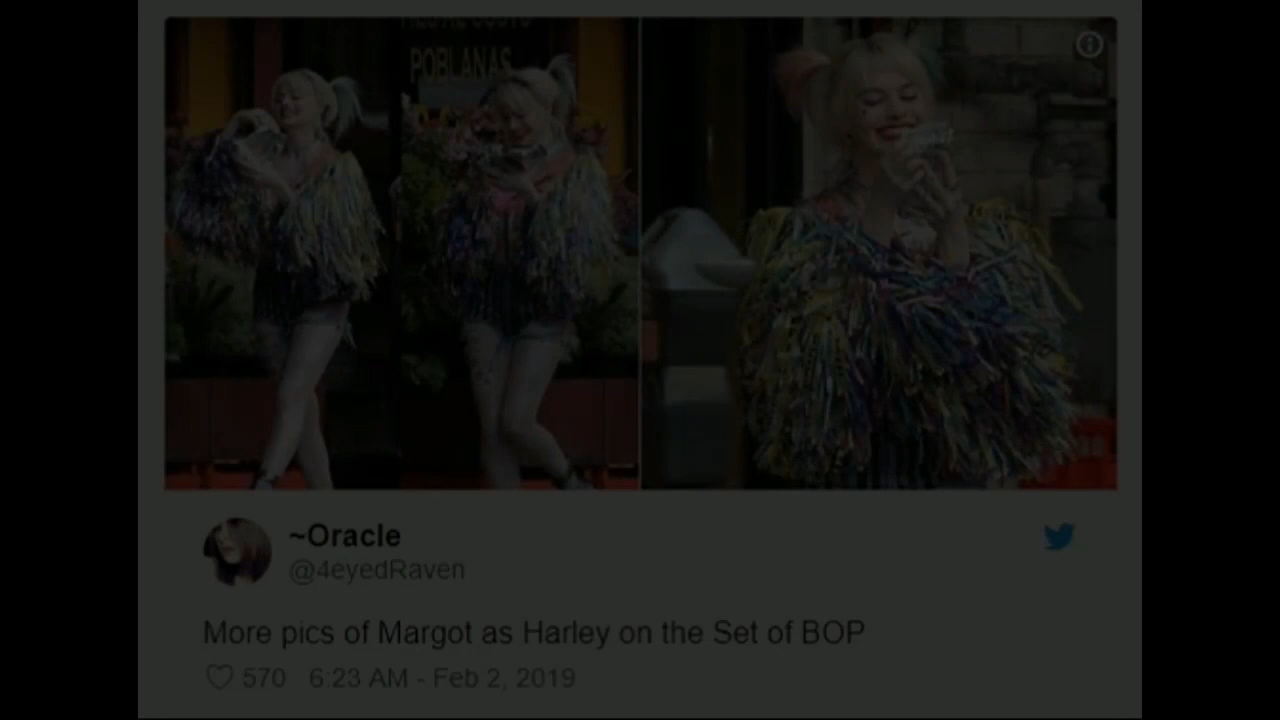 POBLANAS
~Oracle
@4eyedRaven
More pics of Margot as Harley on the Set of BOP
570 6:23 AM - Feb 2, 2019